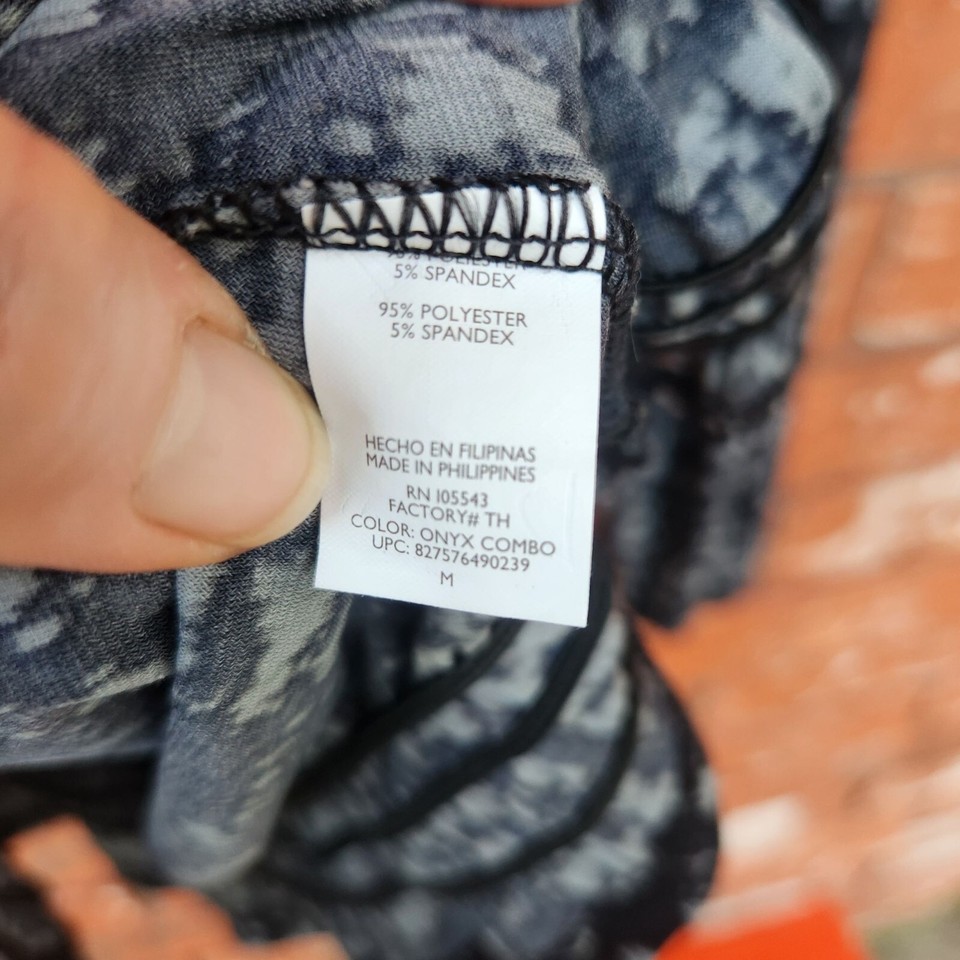 5% SPANDEX
95% POLYESTER
5% SPANDEX
HECHO EN FILIPINAS
MADE IN PHILIPPINES
RN 105543
FACTORY# TH
COLOR: ONYX COMBO
UPC: 827576490239
M